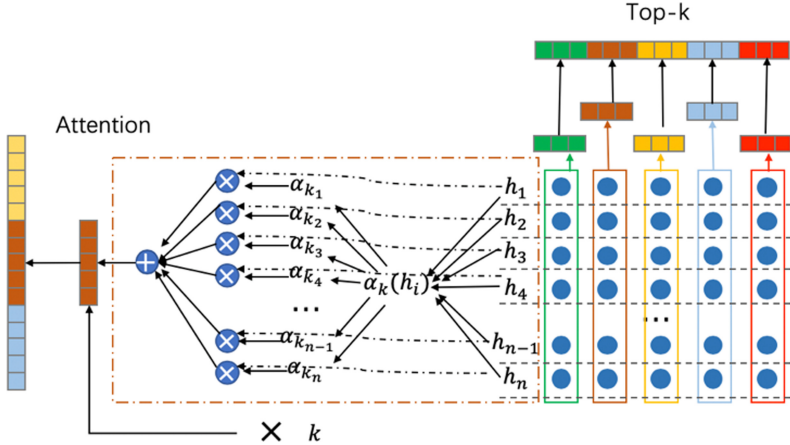 Top-k
Attention
α_{k_1} h_1
α_{k_2} h_2
α_{k_3} h_3
α_{k_4} α_k(h_i) h_4
... ...
α_{k_{n-1}} h_{n-1}
α_{k_n} h_n
× k